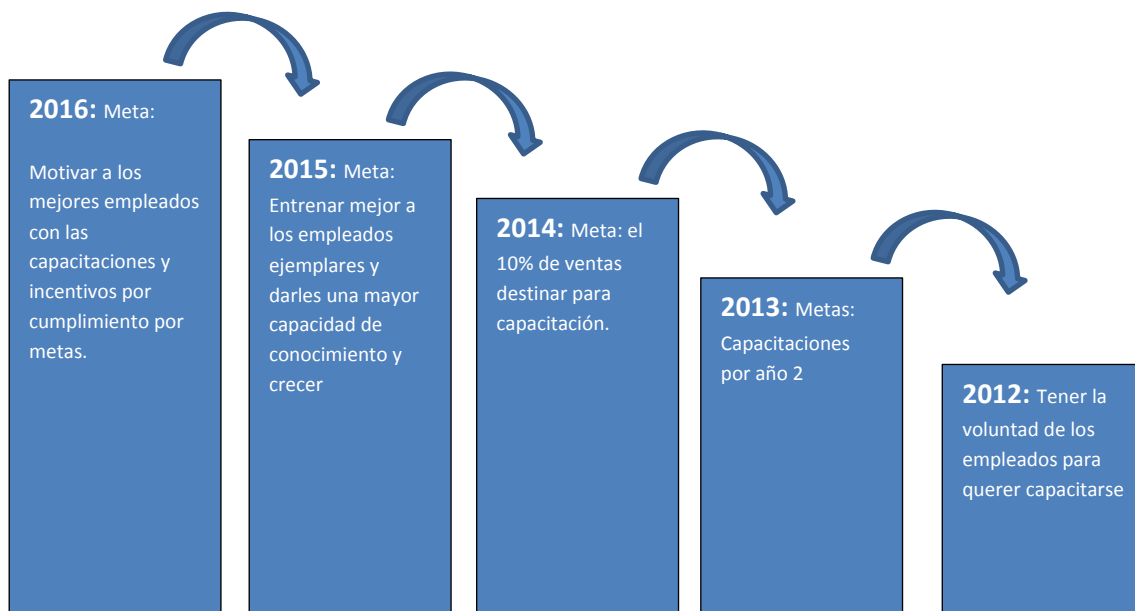 2016: Meta:
Motivar a los
mejores empleados
con las
capacitaciones y
incentivos por
cumplimiento por
metas.
2015: Meta:
Entrenar mejor a
los empleados
ejemplares y
darles una mayor
capacidad de
conocimiento y
crecer
2014: Meta: el
10% de ventas
destinar para
capacitación.
2013: Metas:
Capacitaciones
por año 2
2012: Tener la
voluntad de los
empleados para
querer capacitarse